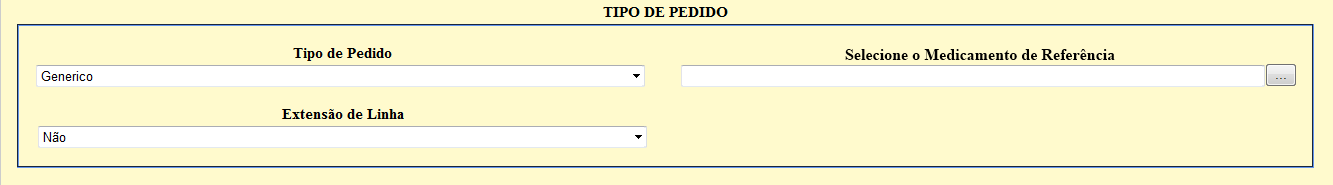 TIPO DE PEDIDO
Tipo de Pedido
Selecione o Medicamento de Referência
Generico
...
Extensão de Linha
Não